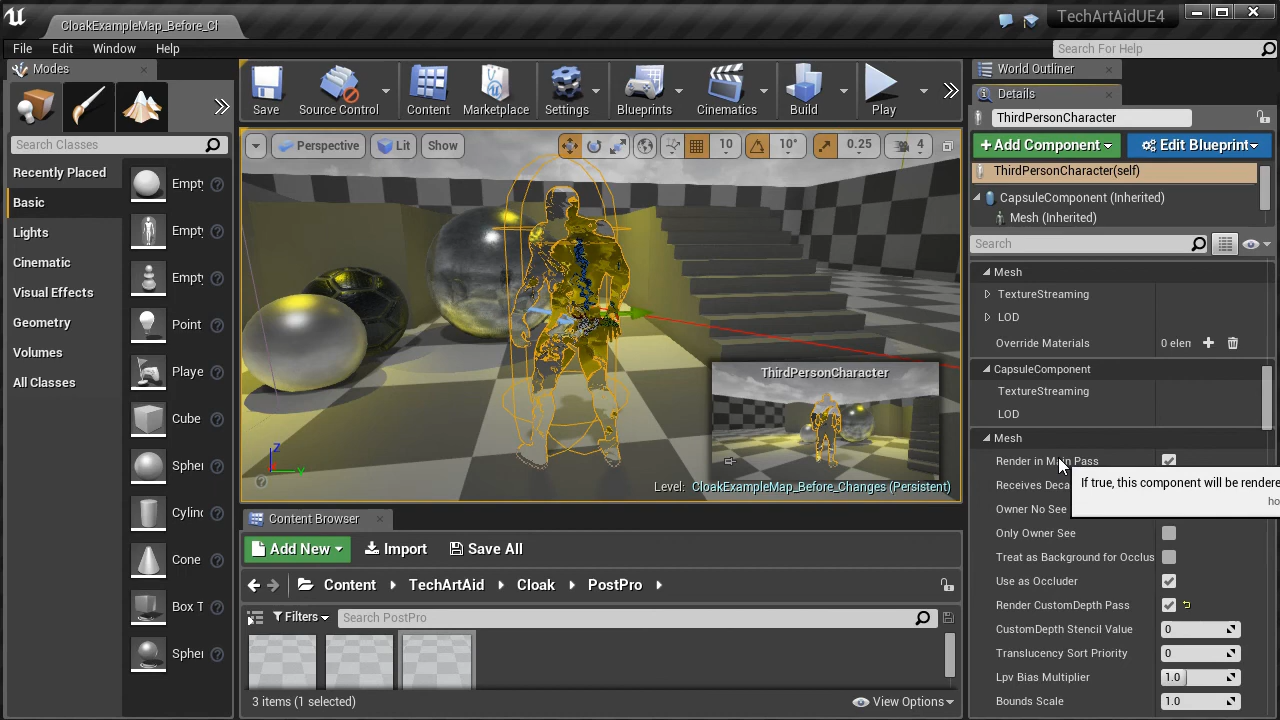 CloakExampleMap_Before_Cl
TechArtAidUE4
File Edit Window Help
Search For Help
Modes
Search Classes
Recently Placed
Basic
Lights
Cinematic
Visual Effects
Geometry
Volumes
All Classes
Empty
Empty
Empty
Point
Playe
Cube
Spher
Cylinc
Cone
Box T
Spher
Save
Source Control
Content
Marketplace
Settings
Blueprints
Cinematics
Build
Play
Perspective
Lit
Show
10
10°
0.25
4
ThirdPersonCharacter
Z
Y
Level: CloakExampleMap_Before_Changes (Persistent)
Content Browser
Add New
Import
Save All
Content TechArtAid Cloak PostPro
Filters
Search PostPro
3 items (1 selected)
View Options
World Outliner
Details
ThirdPersonCharacter
+Add Component
Edit Blueprint
ThirdPersonCharacter(self)
CapsuleComponent (Inherited)
Mesh (Inherited)
Search
Mesh
TextureStreaming
LOD
Override Materials 0 elen
CapsuleComponent
TextureStreaming
LOD
Mesh
Render in Main Pass
If true, this component will be rendere
ho
Receives Deca
Owner No See
Only Owner See
Treat as Background for Occlus
Use as Occluder
Render CustomDepth Pass
CustomDepth Stencil Value 0
Translucency Sort Priority 0
Lpv Bias Multiplier 1.0
Bounds Scale 1.0